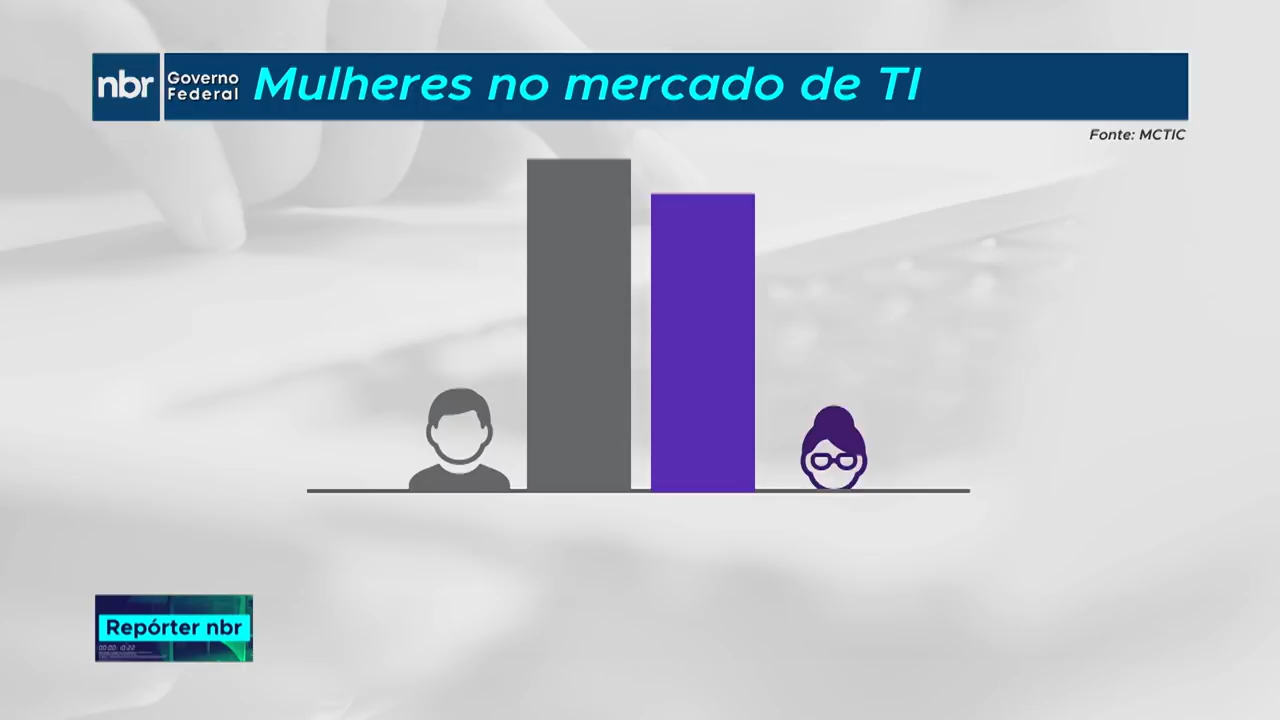 nbr
Governo
Federal
Mulheres no mercado de TI
Fonte: MCTIC
Repórter nbr